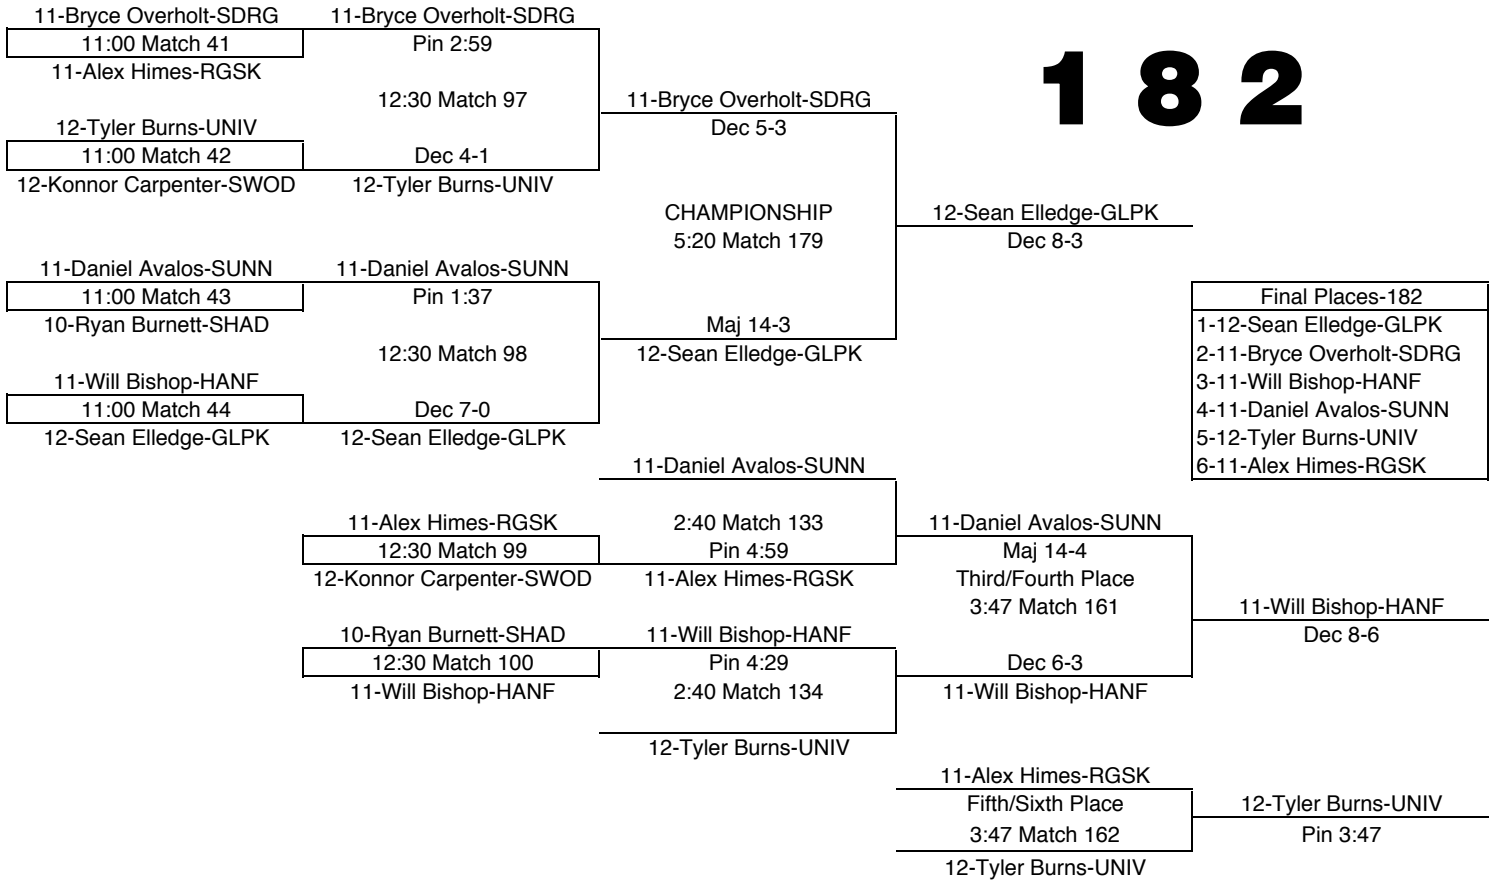 11-Bryce Overholt-SDRG 11-Bryce Overholt-SDRG
11:00 Match 41 Pin 2:59
11-Alex Himes-RGSK
182
12:30 Match 97 11-Bryce Overholt-SDRG
12-Tyler Burns-UNIV Dec 5-3
11:00 Match 42 Dec 4-1
12-Konnor Carpenter-SWOD 12-Tyler Burns-UNIV
CHAMPIONSHIP 12-Sean Elledge-GLPK
5:20 Match 179 Dec 8-3
11-Daniel Avalos-SUNN 11-Daniel Avalos-SUNN
11:00 Match 43 Pin 1:37 Final Places-182
10-Ryan Burnett-SHAD Maj 14-3 1-12-Sean Elledge-GLPK
12:30 Match 98 12-Sean Elledge-GLPK 2-11-Bryce Overholt-SDRG
11-Will Bishop-HANF 3-11-Will Bishop-HANF
11:00 Match 44 Dec 7-0 4-11-Daniel Avalos-SUNN
12-Sean Elledge-GLPK 12-Sean Elledge-GLPK 5-12-Tyler Burns-UNIV
11-Daniel Avalos-SUNN 6-11-Alex Himes-RGSK
11-Alex Himes-RGSK 2:40 Match 133 11-Daniel Avalos-SUNN
12:30 Match 99 Pin 4:59 Maj 14-4
12-Konnor Carpenter-SWOD 11-Alex Himes-RGSK Third/Fourth Place
3:47 Match 161 11-Will Bishop-HANF
10-Ryan Burnett-SHAD 11-Will Bishop-HANF Dec 8-6
12:30 Match 100 Pin 4:29 Dec 6-3
11-Will Bishop-HANF 2:40 Match 134 11-Will Bishop-HANF
12-Tyler Burns-UNIV
11-Alex Himes-RGSK
Fifth/Sixth Place 12-Tyler Burns-UNIV
3:47 Match 162 Pin 3:47
12-Tyler Burns-UNIV